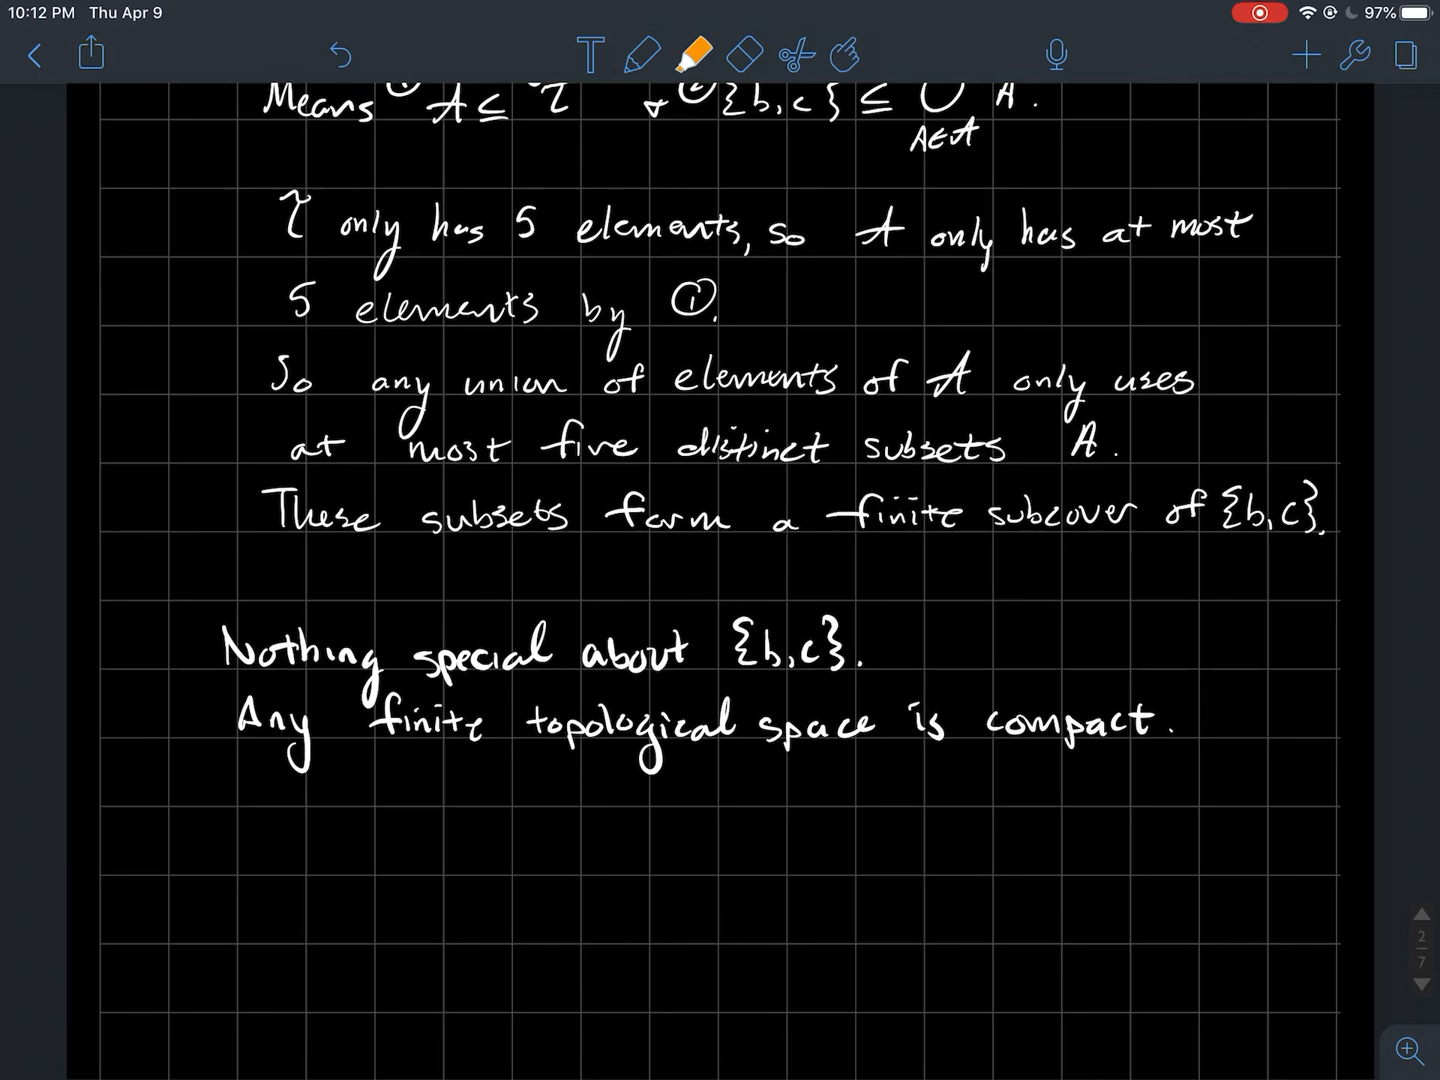 10:12 PM Thu Apr 9
97%
Means ① 𝒜 ⊆ 𝒯 & ② {b, c} ⊆ ∪ A.
A∈𝒜
𝒯 only has 5 elements, so 𝒜 only has at most
5 elements by ①.
So any union of elements of 𝒜 only uses
at most five distinct subsets A.
These subsets form a finite subcover of {b, c}.
Nothing special about {b, c}.
Any finite topological space is compact.
2
7